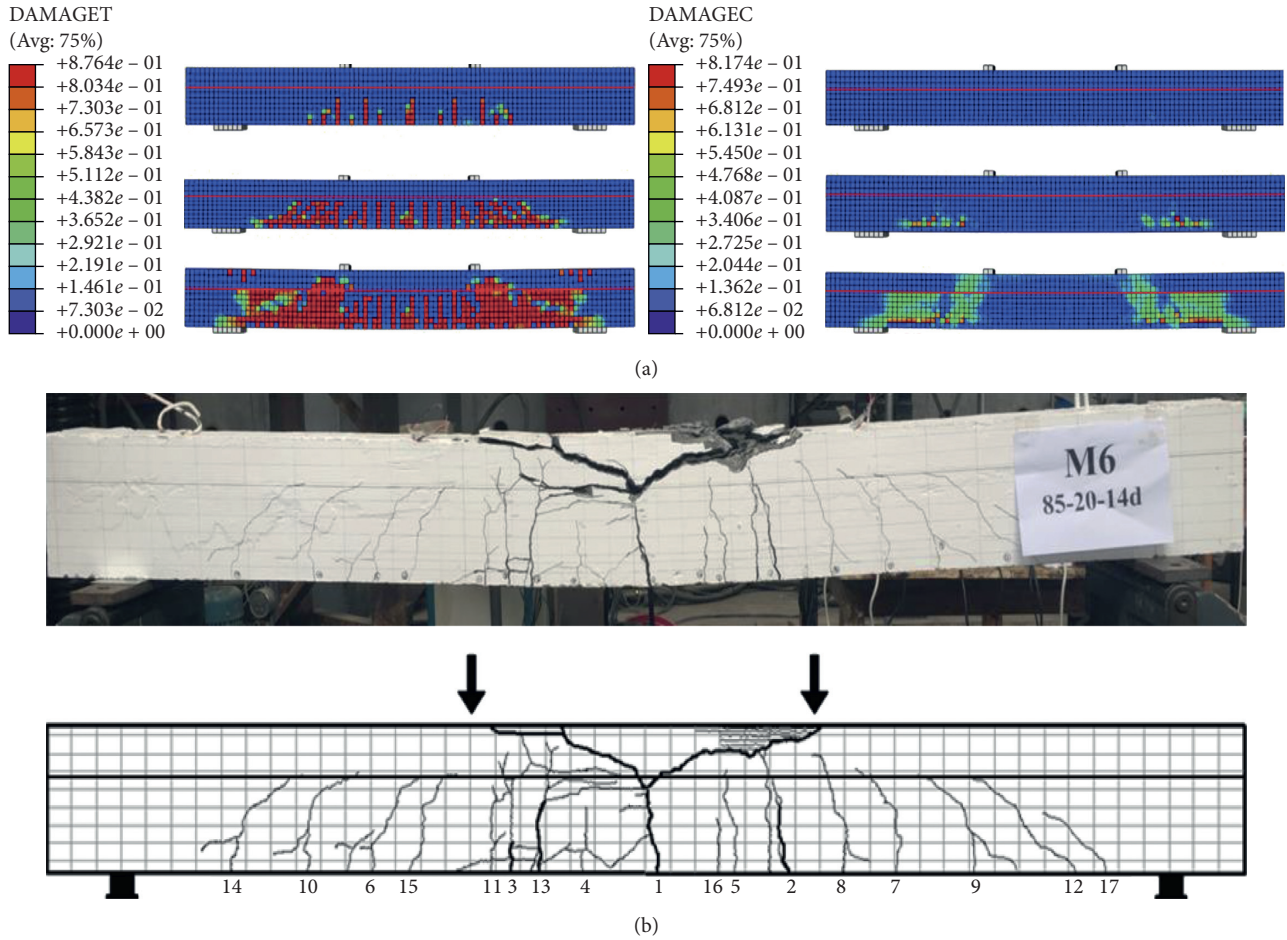 DAMAGET
(Avg: 75%)
+8.764e – 01
+8.034e – 01
+7.303e – 01
+6.573e – 01
+5.843e – 01
+5.112e – 01
+4.382e – 01
+3.652e – 01
+2.921e – 01
+2.191e – 01
+1.461e – 01
+7.303e – 02
+0.000e + 00
DAMAGEC
(Avg: 75%)
+8.174e – 01
+7.493e – 01
+6.812e – 01
+6.131e – 01
+5.450e – 01
+4.768e – 01
+4.087e – 01
+3.406e – 01
+2.725e – 01
+2.044e – 01
+1.362e – 01
+6.812e – 02
+0.000e + 00
(a)
M6
85-20-14d
14 10 6 15 11 3 13 4 1 16 5 2 8 7 9 12 17
(b)